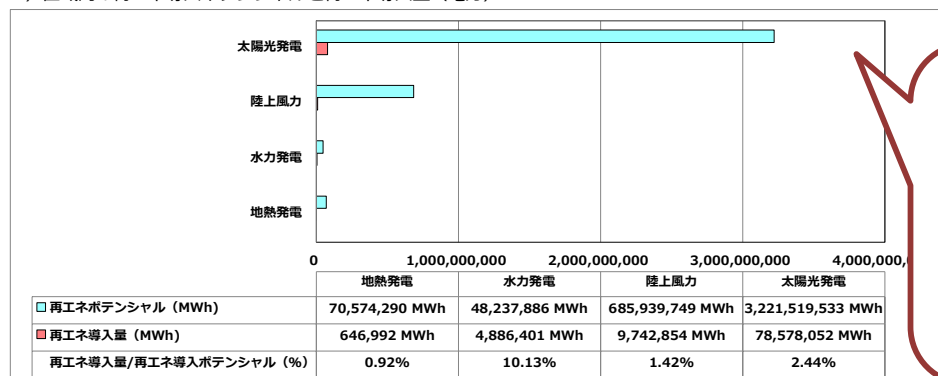 太陽光発電
陸上風力
水力発電
地熱発電
0 1,000,000,000 2,000,000,000 3,000,000,000 4,000,000,0
地熱発電 水力発電 陸上風力 太陽光発電
再エネポテンシャル（MWh) 70,574,290 MWh 48,237,886 MWh 685,939,749 MWh 3,221,519,533 MWh
再エネ導入量（MWh) 646,992 MWh 4,886,401 MWh 9,742,854 MWh 78,578,052 MWh
再エネ導入量/再エネ導入ポテンシャル（%） 0.92% 10.13% 1.42% 2.44%